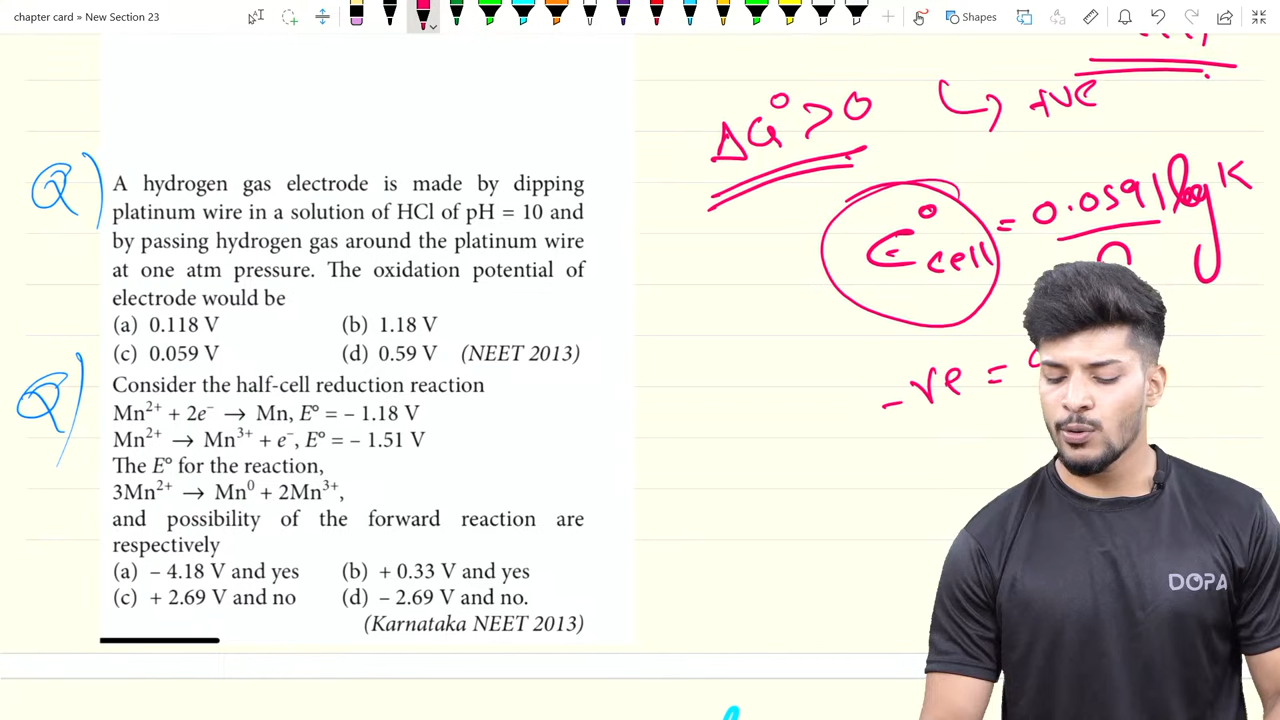 chapter card » New Section 23
Shapes
ΔG° > 0
+ve
Q)
A hydrogen gas electrode is made by dipping
platinum wire in a solution of HCl of pH = 10 and
by passing hydrogen gas around the platinum wire
at one atm pressure. The oxidation potential of
electrode would be
(a) 0.118 V (b) 1.18 V
(c) 0.059 V (d) 0.59 V (NEET 2013)
E°cell = 0.0591 log K
n
-ve =
Q)
Consider the half-cell reduction reaction
Mn²⁺ + 2e⁻ → Mn, E° = – 1.18 V
Mn²⁺ → Mn³⁺ + e⁻, E° = – 1.51 V
The E° for the reaction,
3Mn²⁺ → Mn⁰ + 2Mn³⁺,
and possibility of the forward reaction are
respectively
(a) – 4.18 V and yes (b) + 0.33 V and yes
(c) + 2.69 V and no (d) – 2.69 V and no.
(Karnataka NEET 2013)
DOPA